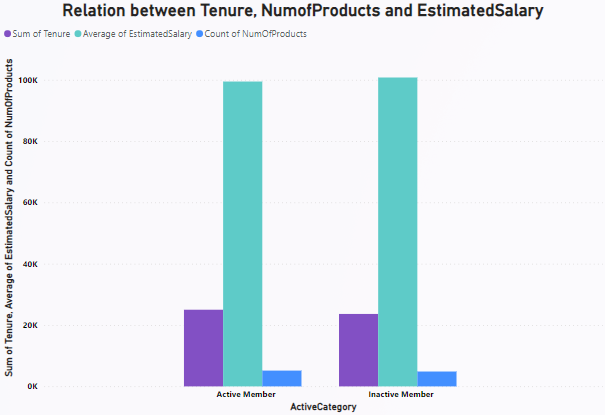 Relation between Tenure, NumofProducts and EstimatedSalary
Sum of Tenure Average of EstimatedSalary Count of NumOfProducts
Sum of Tenure, Average of EstimatedSalary and Count of NumOfProducts
100K
80K
60K
40K
20K
0K
Active Member Inactive Member
ActiveCategory